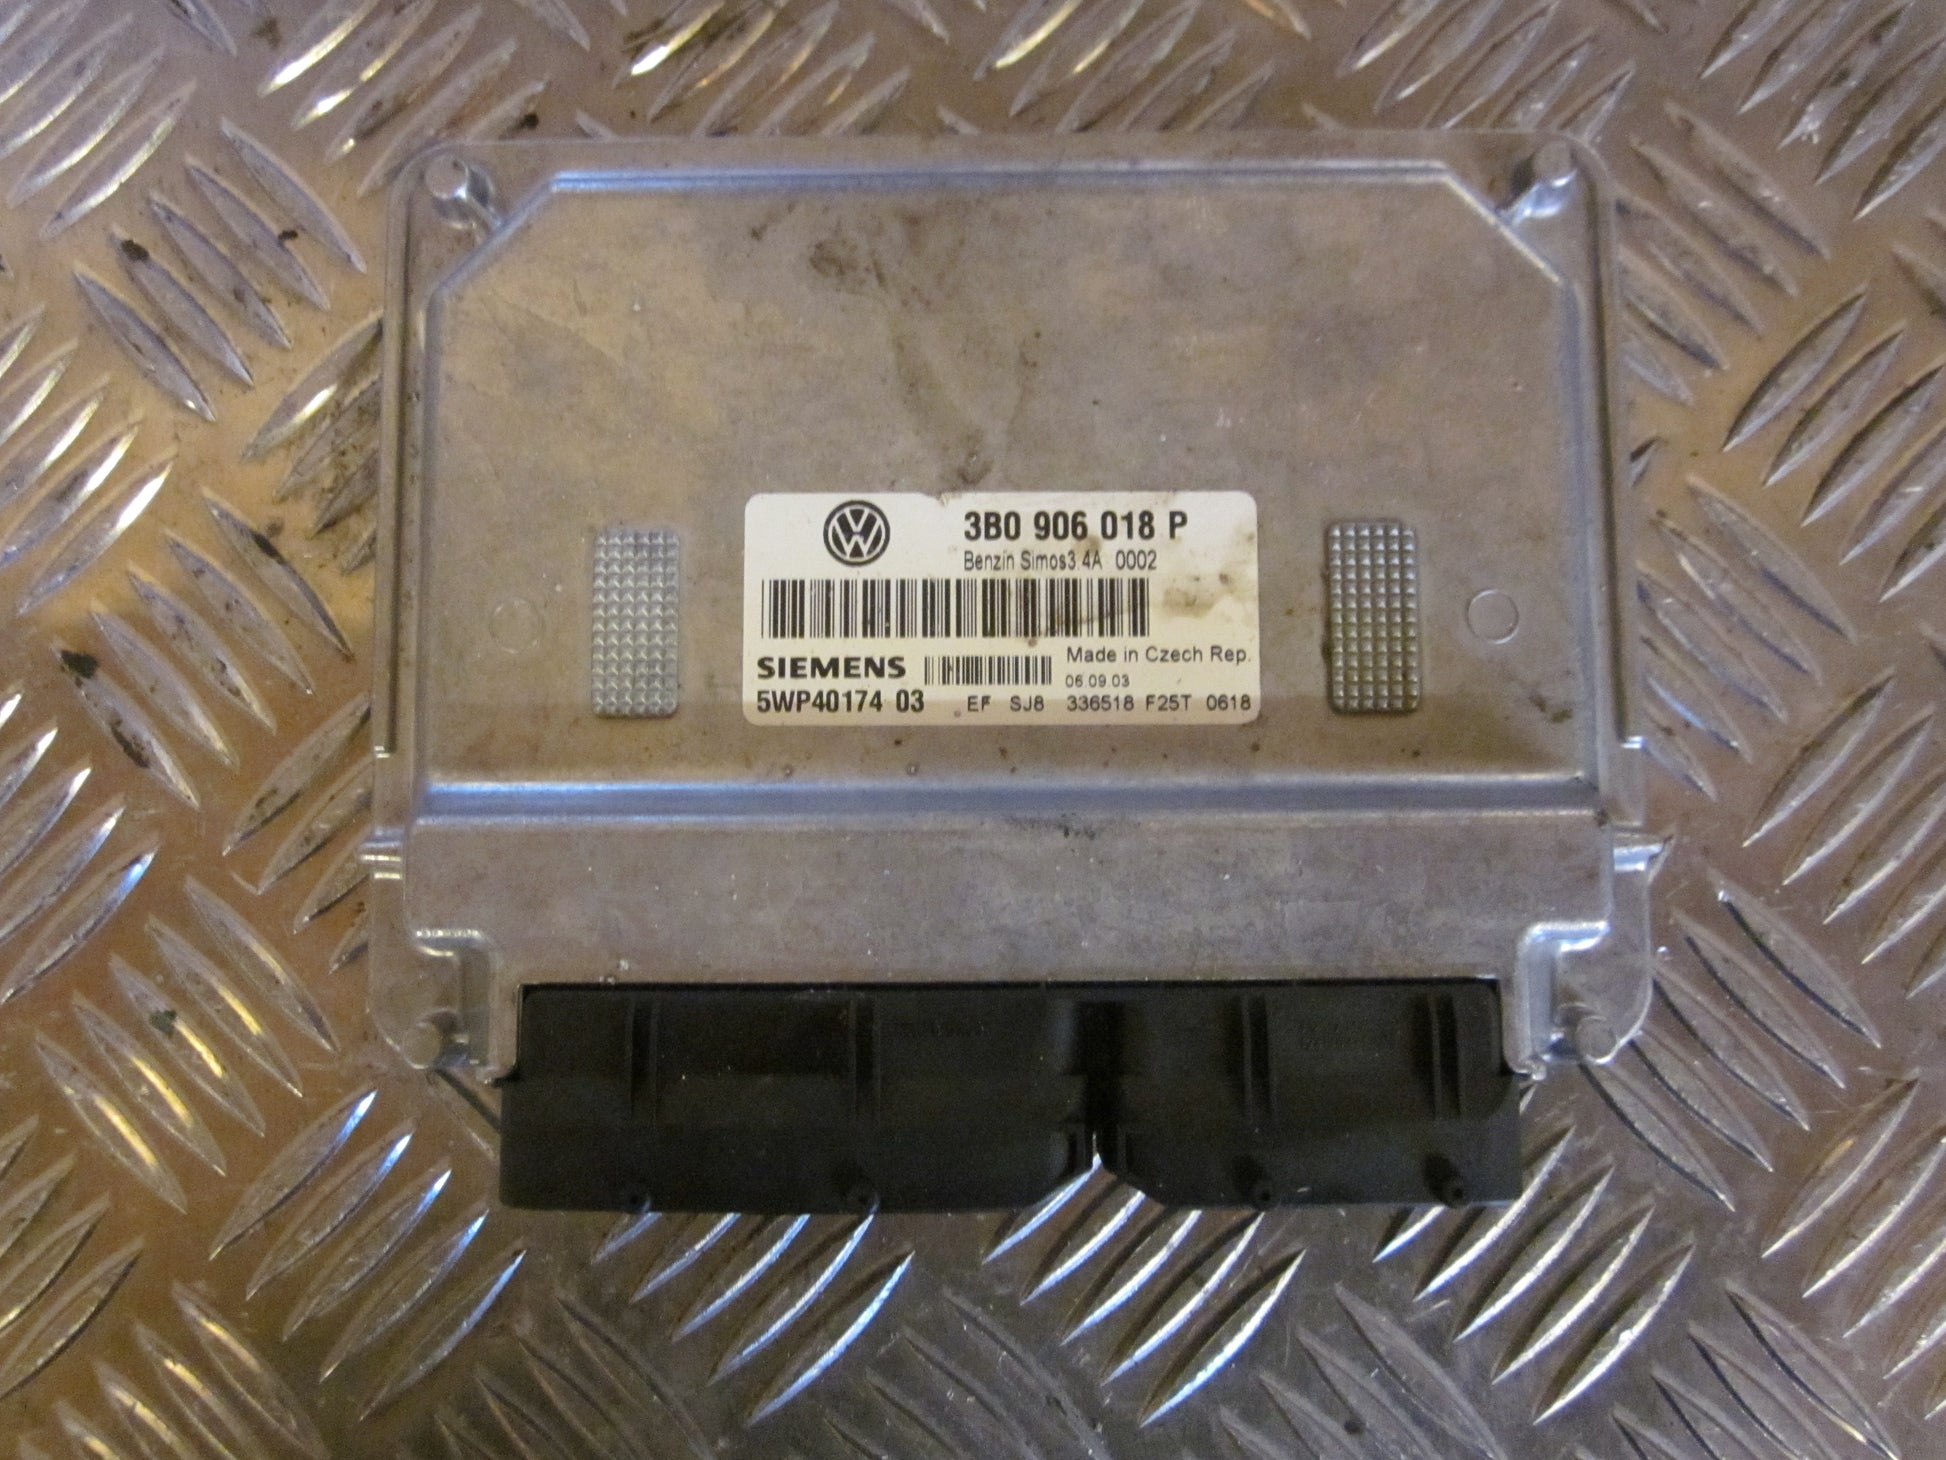 3B0 906 018 P
Benzin Simos3.4A 0002
SIEMENS
Made in Czech Rep.
06.09.03
5WP40174 03 EF SJ8 336518 F25T 0618